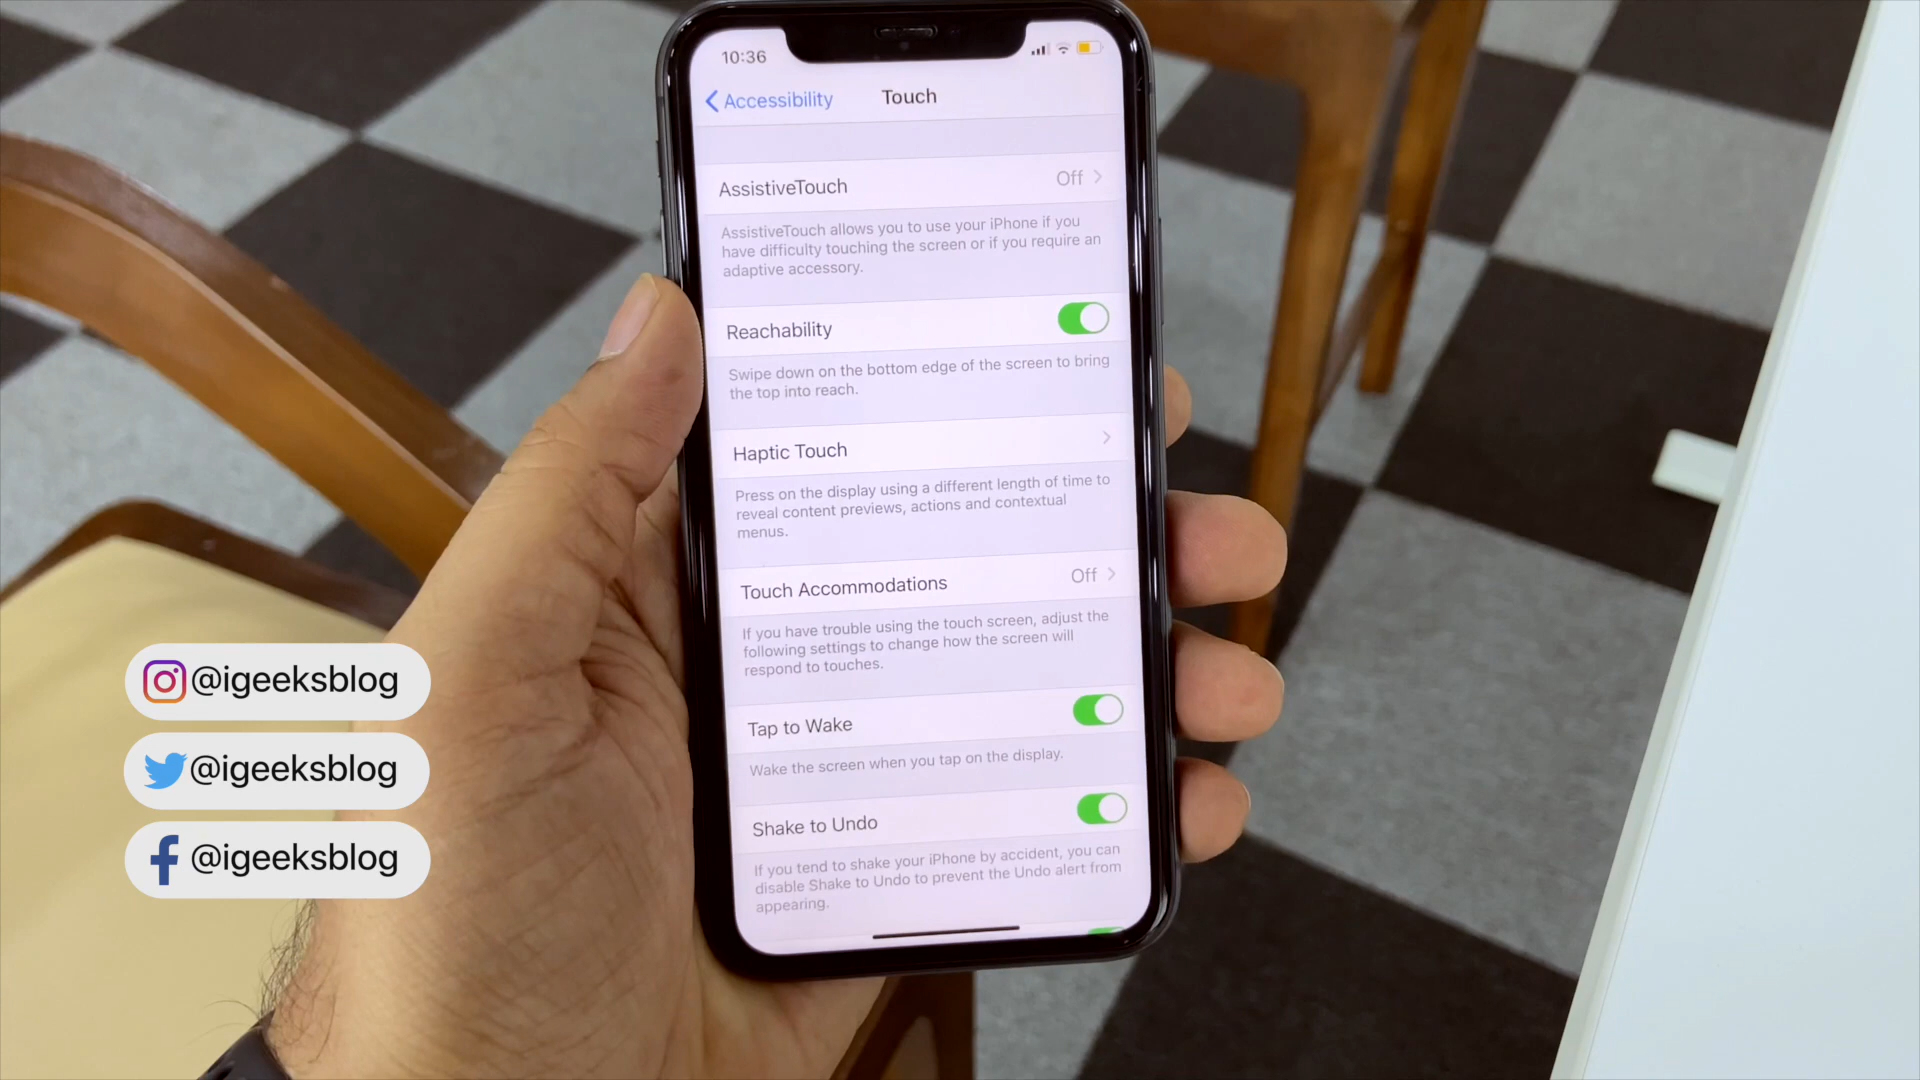 10:36
Accessibility
Touch
AssistiveTouch
Off
AssistiveTouch allows you to use your iPhone if you
have difficulty touching the screen or if you require an
adaptive accessory.
Reachability
Swipe down on the bottom edge of the screen to bring
the top into reach.
Haptic Touch
Press on the display using a different length of time to
reveal content previews, actions and contextual
menus.
Touch Accommodations
Off
If you have trouble using the touch screen, adjust the
following settings to change how the screen will
respond to touches.
Tap to Wake
Wake the screen when you tap on the display.
Shake to Undo
If you tend to shake your iPhone by accident, you can
disable Shake to Undo to prevent the Undo alert from
appearing.
@igeeksblog
@igeeksblog
@igeeksblog